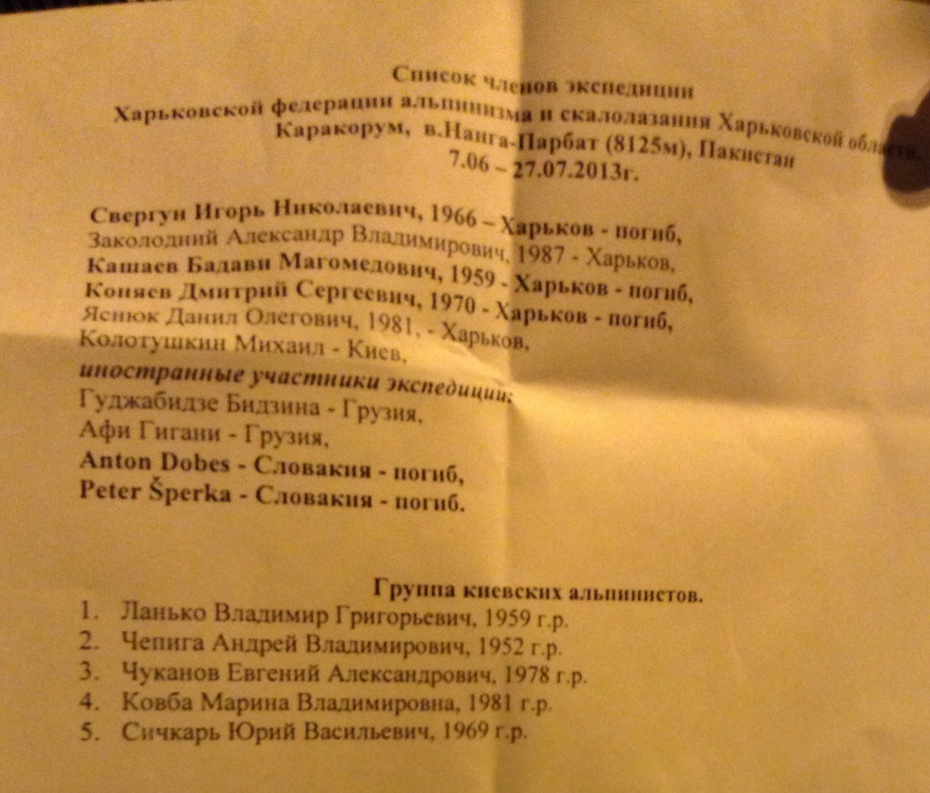 Список членов экспедиции
Харьковской федерации альпинизма и скалолазания Харьковской области.
Каракорум, в.Нанга-Парбат (8125м), Пакистан
7.06 – 27.07.2013г.
Свергун Игорь Николаевич, 1966 – Харьков - погиб,
Заколодний Александр Владимирович, 1987 - Харьков,
Кашаев Бадави Магомедович, 1959 - Харьков - погиб,
Коняев Дмитрий Сергеевич, 1970 - Харьков - погиб,
Яснюк Данил Олегович, 1981, - Харьков,
Колотушкин Михаил - Киев,
иностранные участники экспедиции:
Гуджабидзе Бидзина - Грузия,
Афи Гигани - Грузия,
Anton Dobes - Словакия - погиб,
Peter Šperka - Словакия - погиб.
Группа киевских альпинистов.
1. Ланько Владимир Григорьевич, 1959 г.р.
2. Чепига Андрей Владимирович, 1952 г.р.
3. Чуканов Евгений Александрович, 1978 г.р.
4. Ковба Марина Владимировна, 1981 г.р.
5. Сичкарь Юрий Васильевич, 1969 г.р.